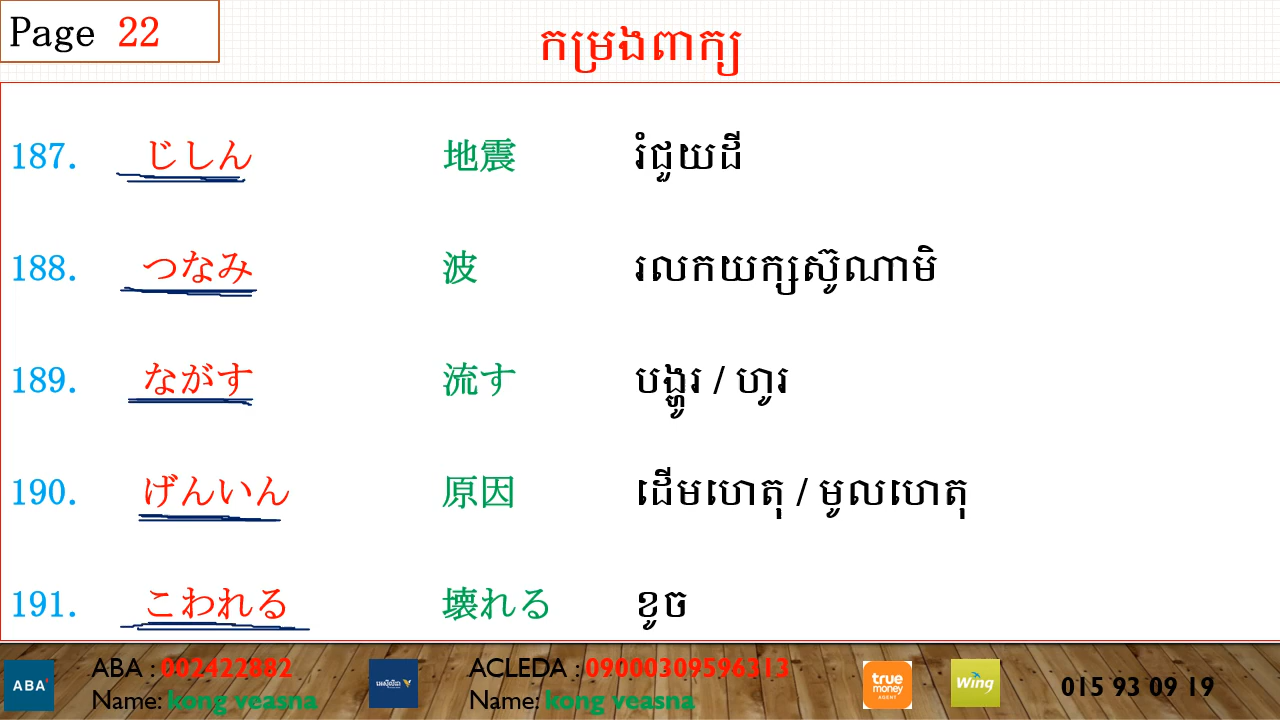 Page 22
កម្រងពាក្យ
187. じしん 地震 រំជួយដី
188. つなみ 波 រលកយក្សស៊ូណាមិ
189. ながす 流す បង្ហូរ / ហូរ
190. げんいん 原因 ដើមហេតុ / មូលហេតុ
191. こわれる 壊れる ខូច
ABA' ABA : 002422882 ACLEDA : 09000309596313 true money AGENT Wing 015 93 09 19
Name: kong veasna Name: kong veasna